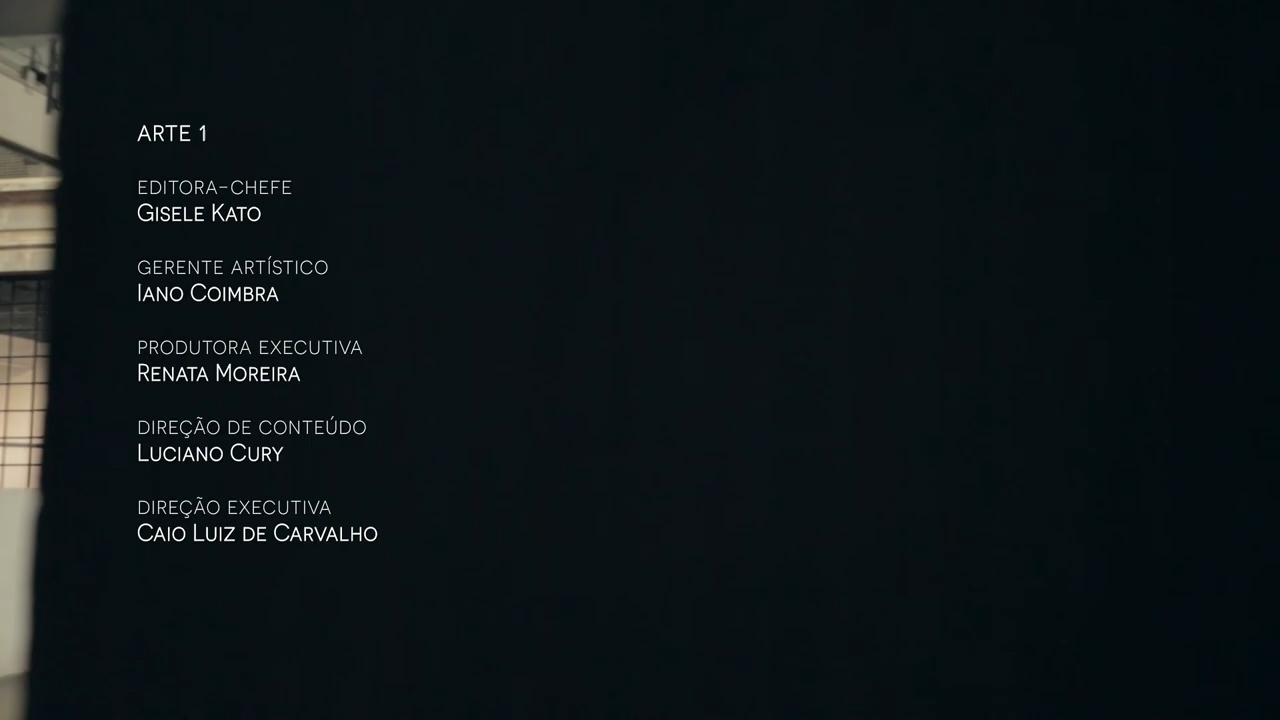 ARTE 1
EDITORA-CHEFE
GISELE KATO
GERENTE ARTÍSTICO
IANO COIMBRA
PRODUTORA EXECUTIVA
RENATA MOREIRA
DIREÇÃO DE CONTEÚDO
LUCIANO CURY
DIREÇÃO EXECUTIVA
CAIO LUIZ DE CARVALHO